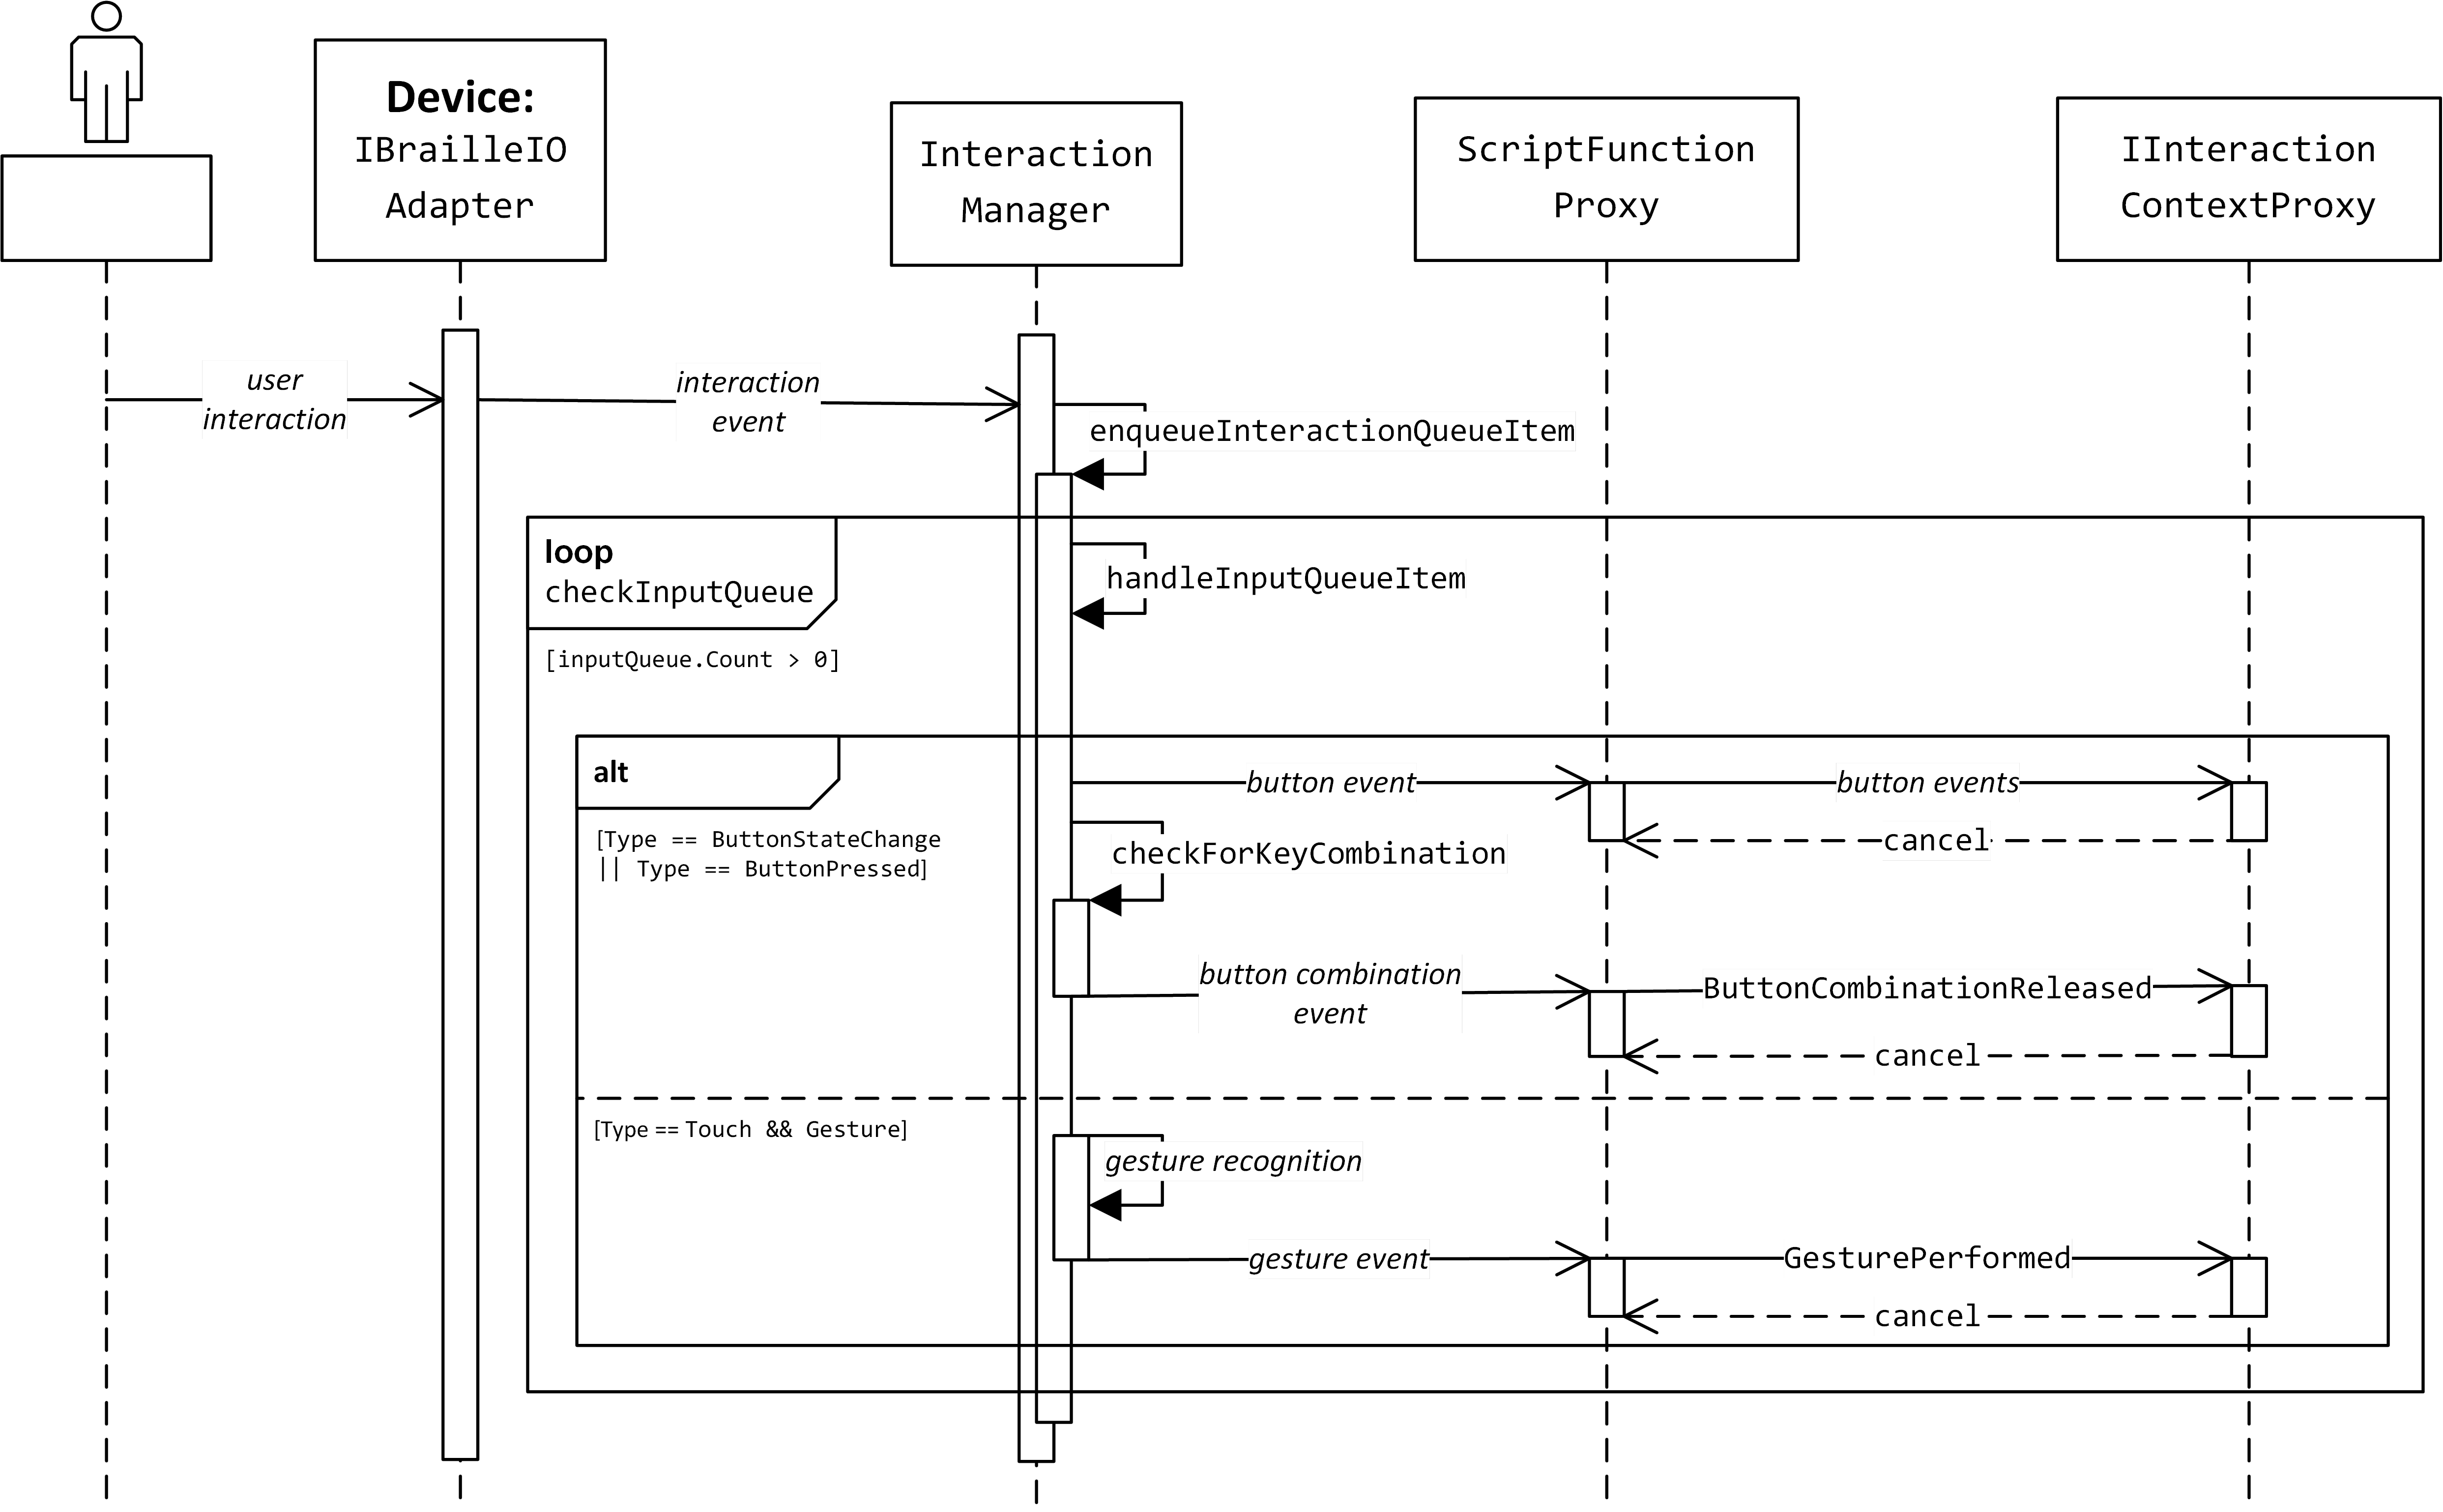 Device:
IBrailleIO
Adapter
Interaction
Manager
ScriptFunction
Proxy
IInteraction
ContextProxy
user
interaction
interaction
event
enqueueInteractionQueueItem
loop
checkInputQueue
[inputQueue.Count > 0]
handleInputQueueItem
alt
[Type == ButtonStateChange
|| Type == ButtonPressed]
button event
button events
cancel
checkForKeyCombination
button combination
event
ButtonCombinationReleased
cancel
[Type == Touch && Gesture]
gesture recognition
gesture event
GesturePerformed
cancel